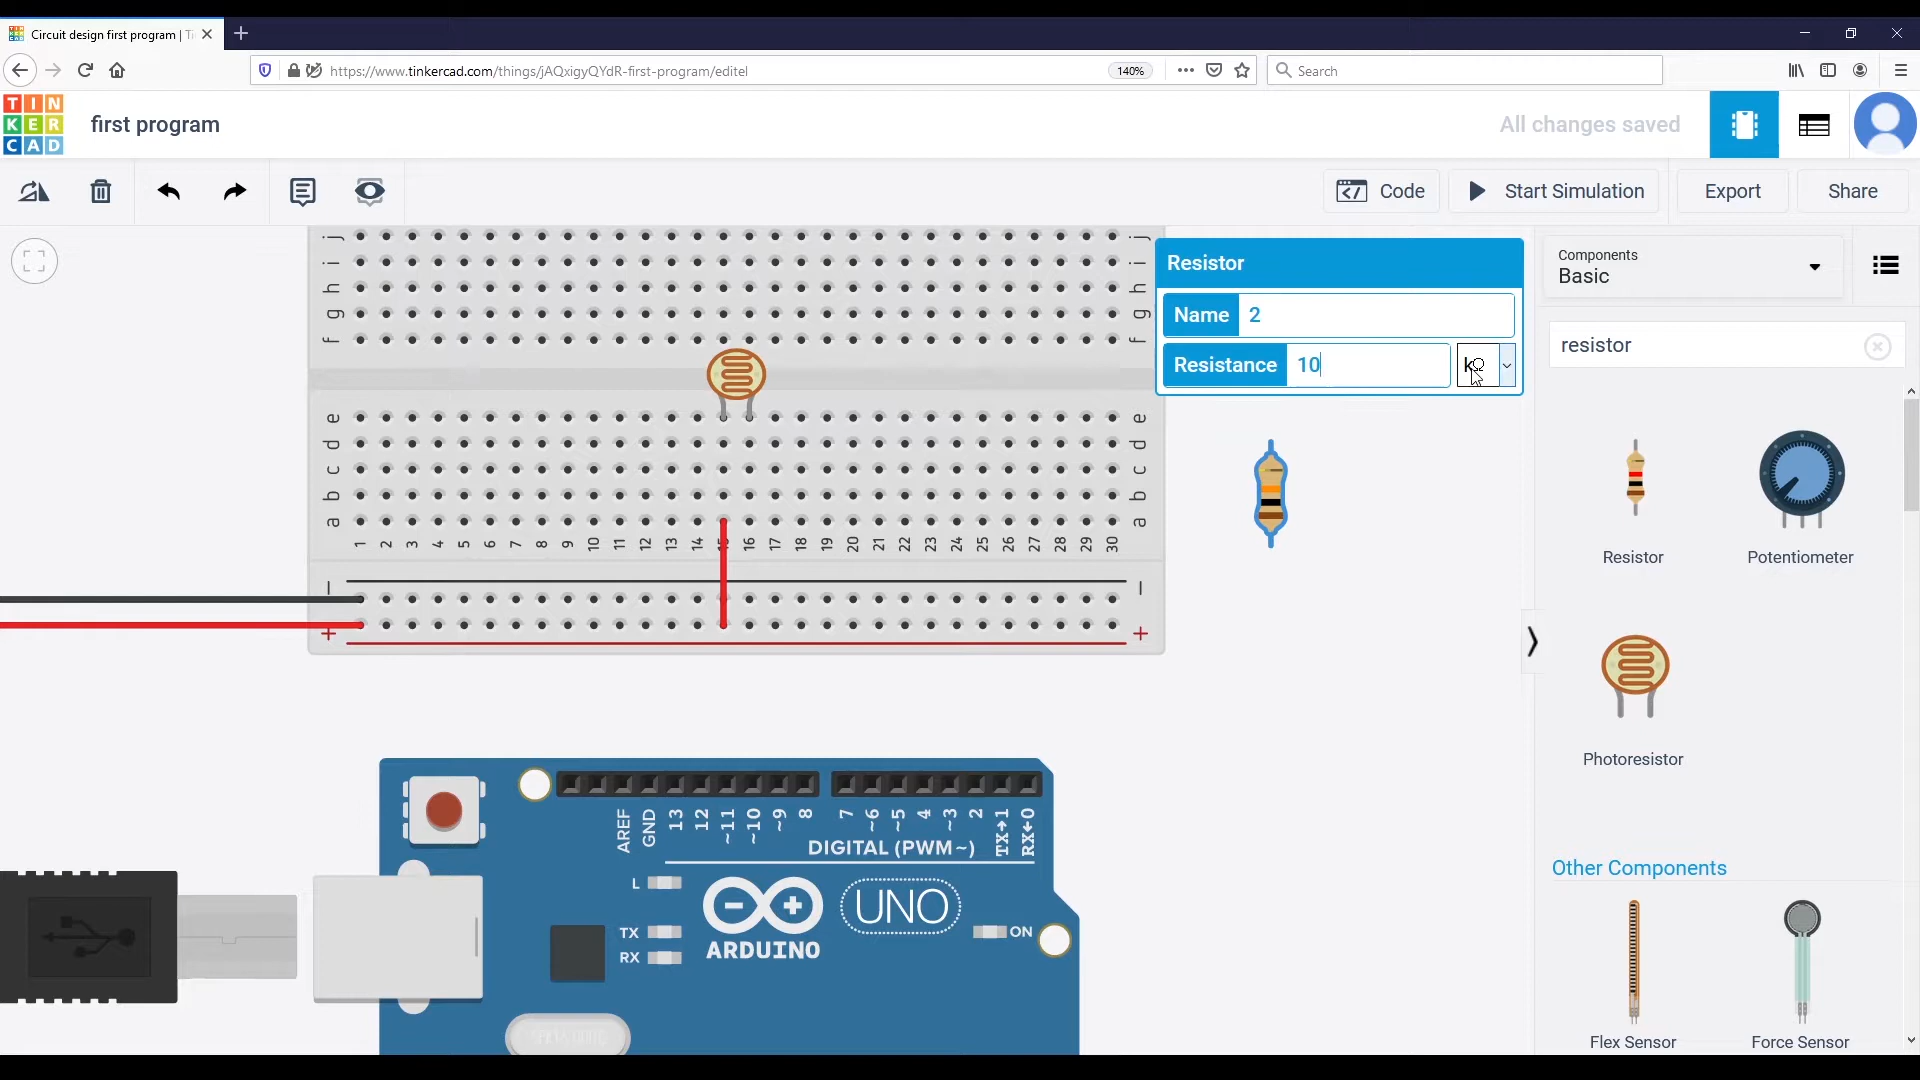 Circuit design first program | Ti
https://www.tinkercad.com/things/jAQxigyQYdR-first-program/editel
140%
Search
TIN
KER
CAD
first program
All changes saved
Code
Start Simulation
Export
Share
Components
Basic
resistor
Resistor
Name 2
Resistance 10 kΩ
j j
i i
h h
g g
f f
e e
d d
c c
b b
a a
1 2 3 4 5 6 7 8 9 10 11 12 13 14 15 16 17 18 19 20 21 22 23 24 25 26 27 28 29 30
+ +
Resistor
Potentiometer
Photoresistor
Other Components
Flex Sensor
Force Sensor
AREF GND 13 12 ~11 ~10 ~9 8 7 ~6 ~5 4 ~3 2 TX→1 RX←0
DIGITAL (PWM~)
L
TX
RX
ARDUINO
UNO
ON